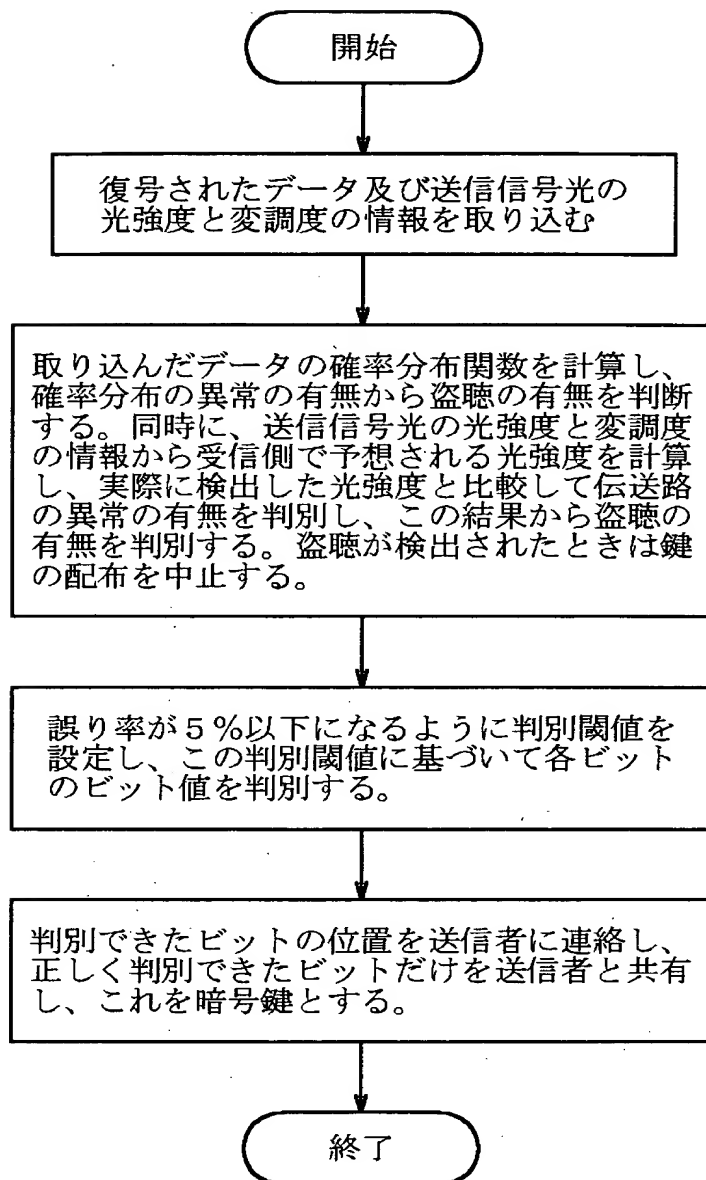 開始
復号されたデータ及び送信信号光の
光強度と変調度の情報を取り込む
取り込んだデータの確率分布関数を計算し、
確率分布の異常の有無から盗聴の有無を判断
する。同時に、送信信号光の光強度と変調度
の情報から受信側で予想される光強度を計算
し、実際に検出した光強度と比較して伝送路
の異常の有無を判別し、この結果から盗聴の
有無を判別する。盗聴が検出されたときは鍵
の配布を中止する。
誤り率が5%以下になるように判別閾値を
設定し、この判別閾値に基づいて各ビット
のビット値を判別する。
判別できたビットの位置を送信者に連絡し、
正しく判別できたビットだけを送信者と共有
し、これを暗号鍵とする。
終了